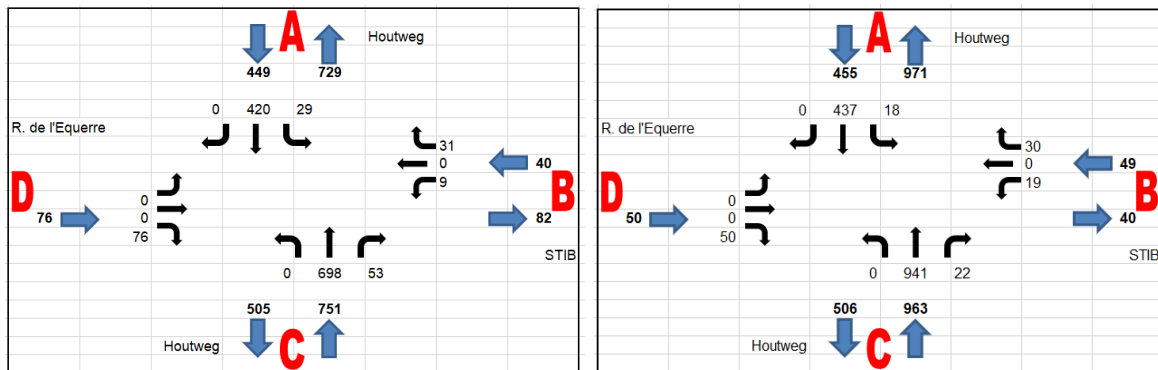 A Houtweg
449 729
0 420 29
R. de l'Equerre
31
0 40
9
D B
0
76 0 82
76
STIB
0 698 53
505 751
Houtweg C
A Houtweg
455 971
0 437 18
R. de l'Equerre
30
0 49
19
D B
0
50 0 40
50
STIB
0 941 22
506 963
Houtweg C